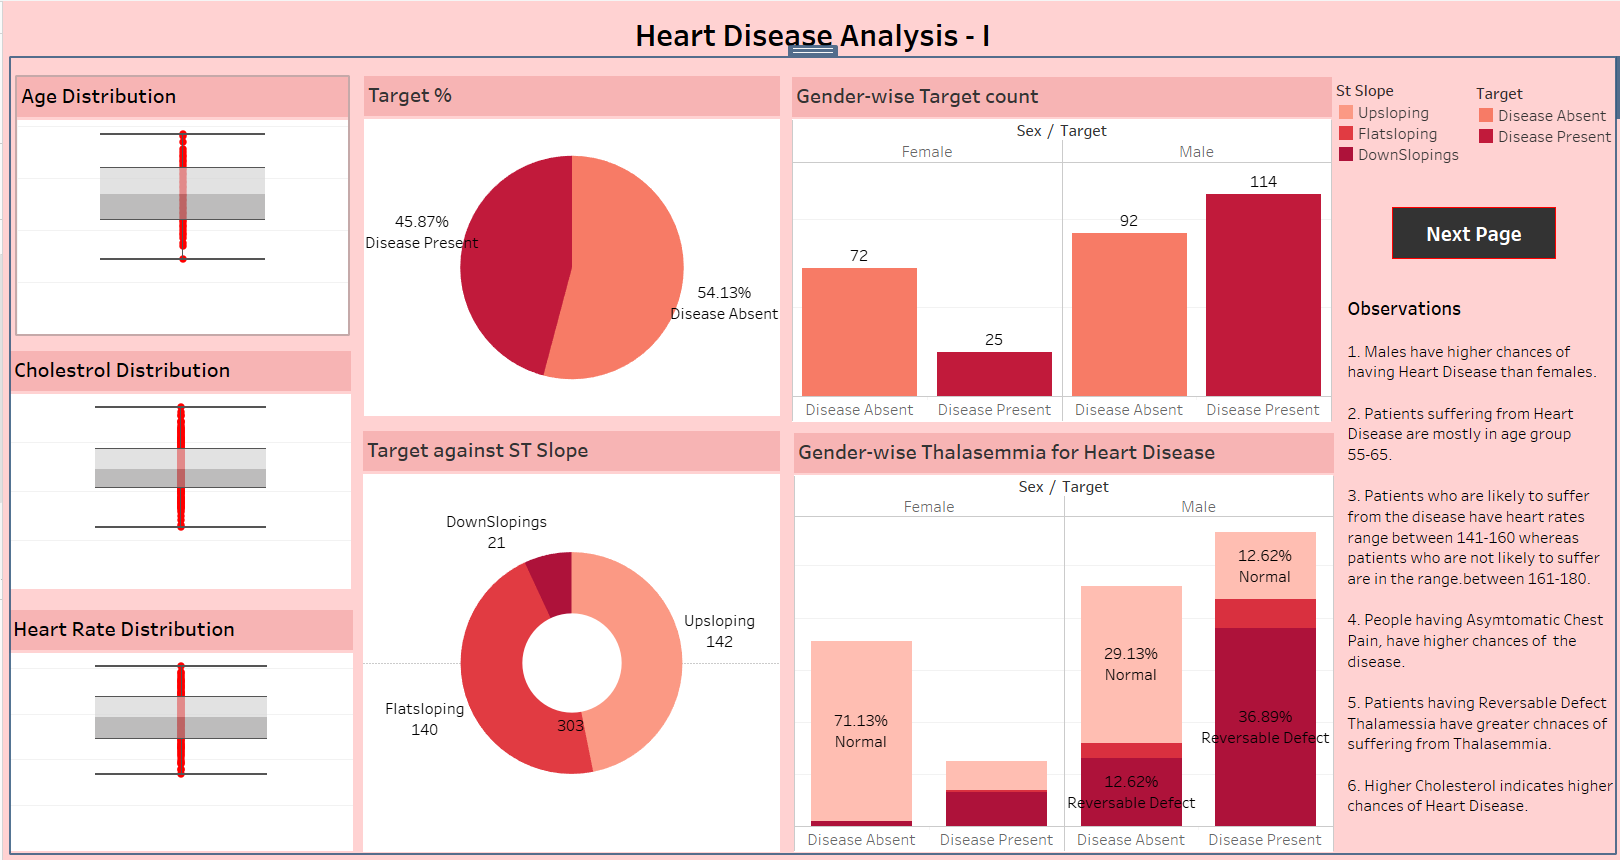 Heart Disease Analysis - I
Age Distribution
Cholestrol Distribution
Heart Rate Distribution
Target %
45.87%
Disease Present
54.13%
Disease Absent
Target against ST Slope
DownSlopings
21
Upsloping
142
Flatsloping
140
303
Gender-wise Target count
Sex / Target
Female
Male
72
25
92
114
Disease Absent
Disease Present
Disease Absent
Disease Present
Gender-wise Thalasemmia for Heart Disease
Sex / Target
Female
Male
71.13%
Normal
29.13%
Normal
12.62%
Reversable Defect
12.62%
Normal
36.89%
Reversable Defect
Disease Absent
Disease Present
Disease Absent
Disease Present
St Slope
Upsloping
Flatsloping
DownSlopings
Target
Disease Absent
Disease Present
Next Page
Observations
1. Males have higher chances of
having Heart Disease than females.
2. Patients suffering from Heart
Disease are mostly in age group
55-65.
3. Patients who are likely to suffer
from the disease have heart rates
range between 141-160 whereas
patients who are not likely to suffer
are in the range.between 161-180.
4. People having Asymtomatic Chest
Pain, have higher chances of  the
disease.
5. Patients having Reversable Defect
Thalamessia have greater chnaces of
suffering from Thalasemmia.
6. Higher Cholesterol indicates higher
chances of Heart Disease.